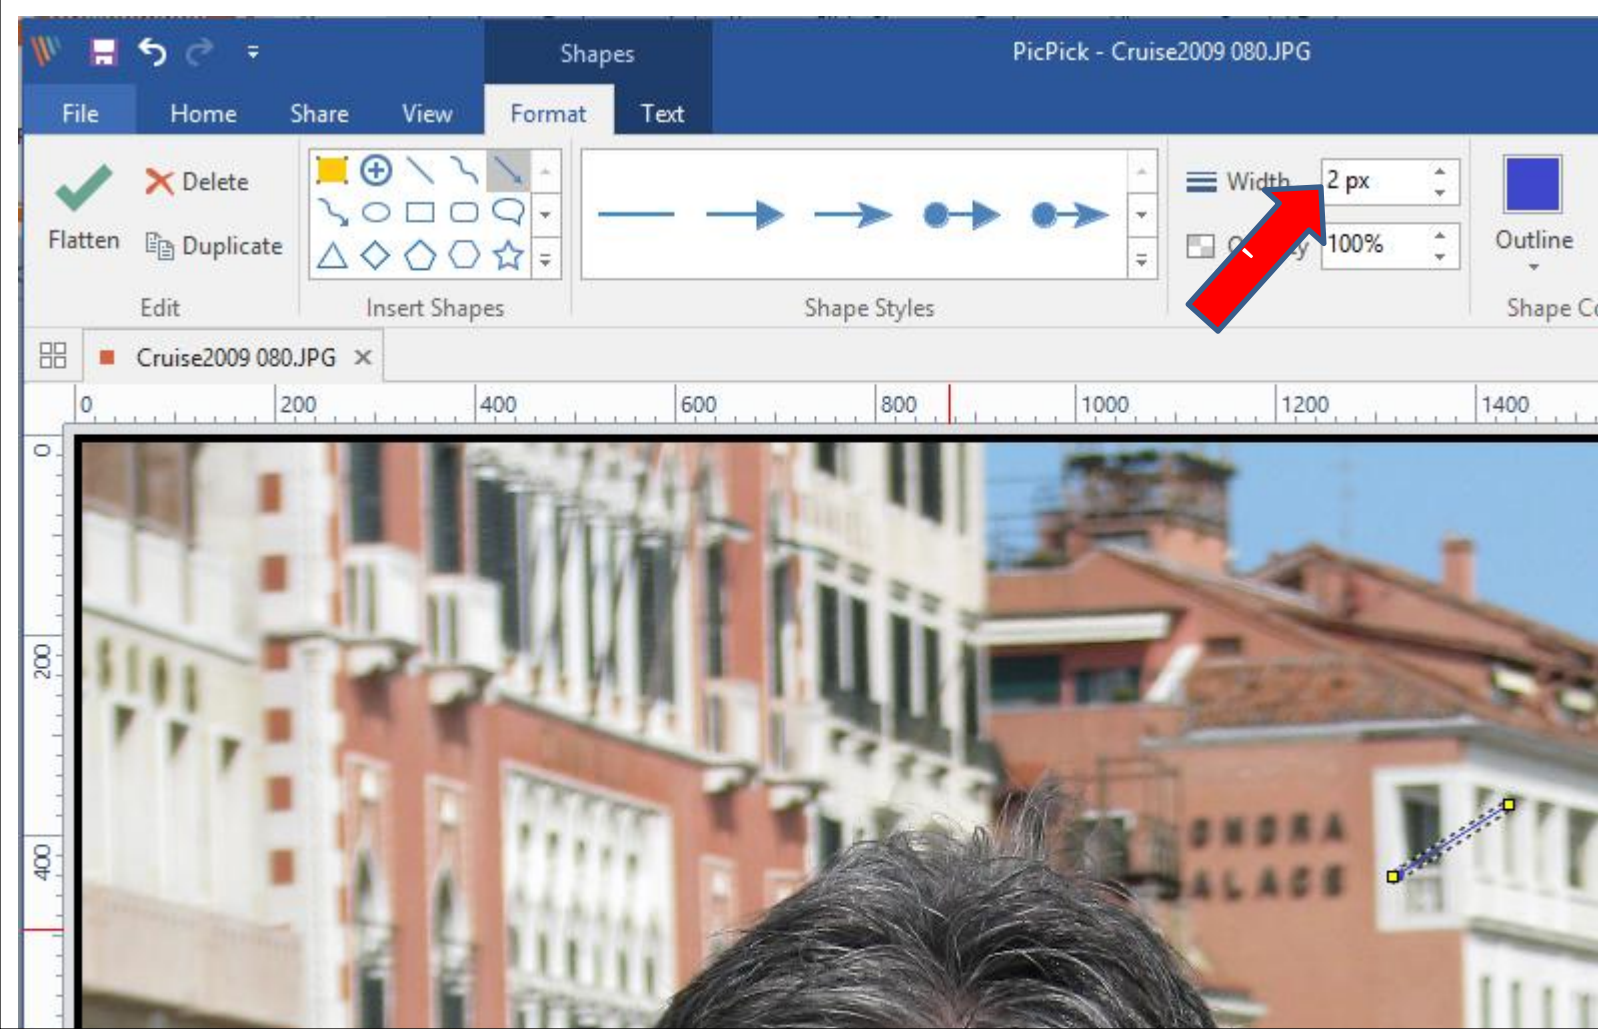 Shapes
PicPick - Cruise2009 080.JPG
File Home Share View Format Text
Delete
Width 2 px
Flatten
Duplicate
100%
Outline
Edit
Insert Shapes
Shape Styles
Cruise2009 080.JPG
0 200 400 600 800 1000 1200 1400
0
200
400